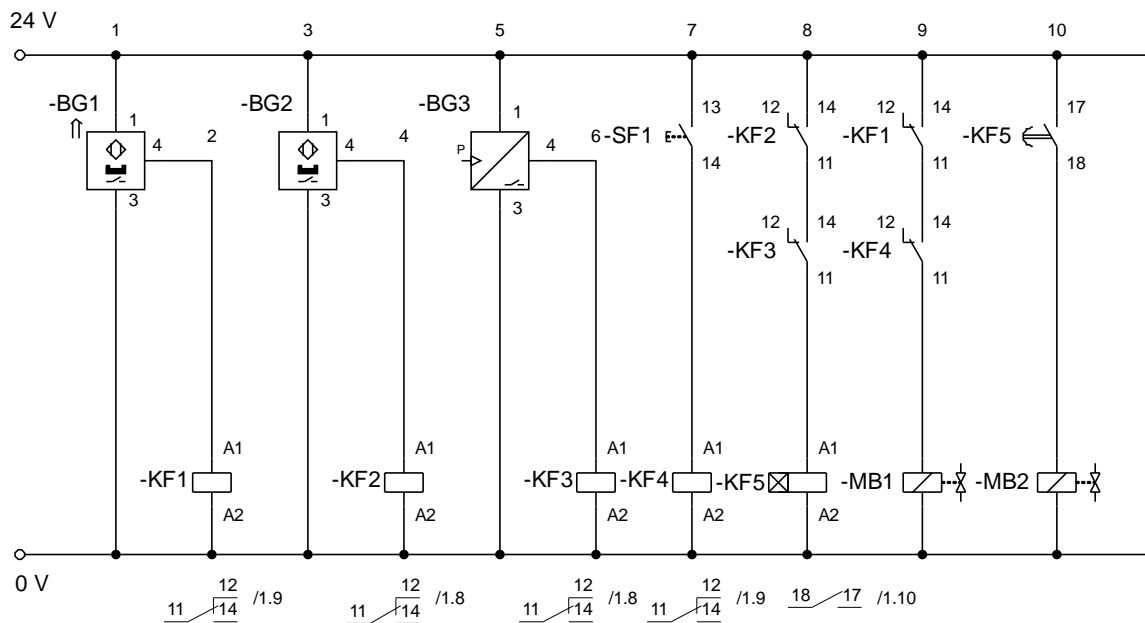 24 V
1 3 5 7 8 9 10
-BG1 -BG2 -BG3
1 1 1 13 12 14 12 14 17
4 2 4 4 P 4 6 -SF1 -KF2 -KF1 -KF5
3 3 3 14 11 11 18
12 14 12 14
-KF3 -KF4
11 11
A1 A1 A1 A1 A1
-KF1 -KF2 -KF3 -KF4 -KF5 -MB1 -MB2
A2 A2 A2 A2 A2
0 V
12 12 12 12
11 14 /1.9 11 14 /1.8 11 14 /1.8 11 14 /1.9 18 17 /1.10